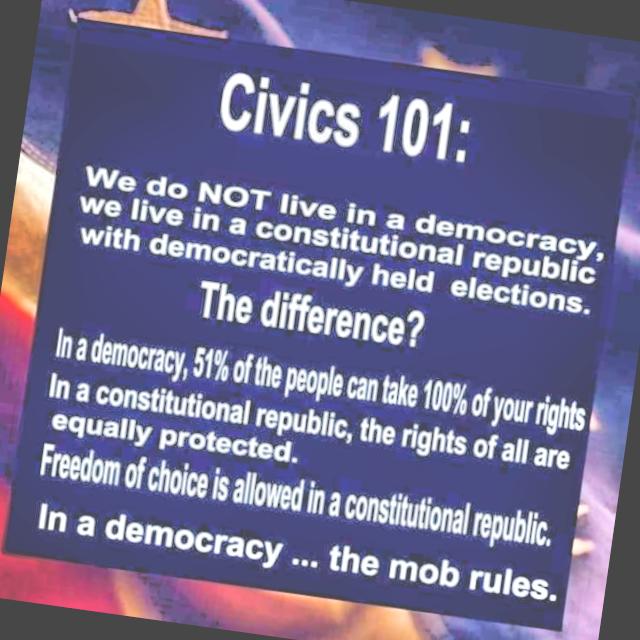 Civics 101:
We do NOT live in a democracy,
we live in a constitutional republic
with democratically held elections.
The difference?
In a democracy, 51% of the people can take 100% of your rights
In a constitutional republic, the rights of all are
equally protected.
Freedom of choice is allowed in a constitutional republic.
In a democracy ... the mob rules.